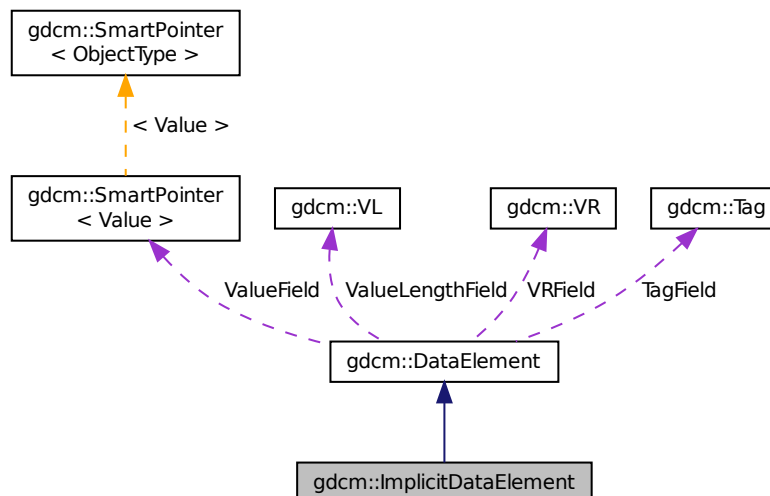 gdcm::SmartPointer
< ObjectType >
< Value >
gdcm::SmartPointer
< Value >
gdcm::VL
gdcm::VR
gdcm::Tag
ValueField
ValueLengthField
VRField
TagField
gdcm::DataElement
gdcm::ImplicitDataElement